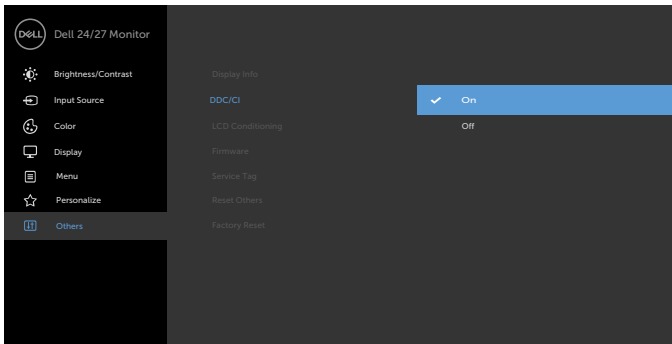 DELL Dell 24/27 Monitor
Brightness/Contrast
Input Source
Color
Display
Menu
Personalize
Others
Display Info
DDC/CI
LCD Conditioning
Firmware
Service Tag
Reset Others
Factory Reset
On
Off